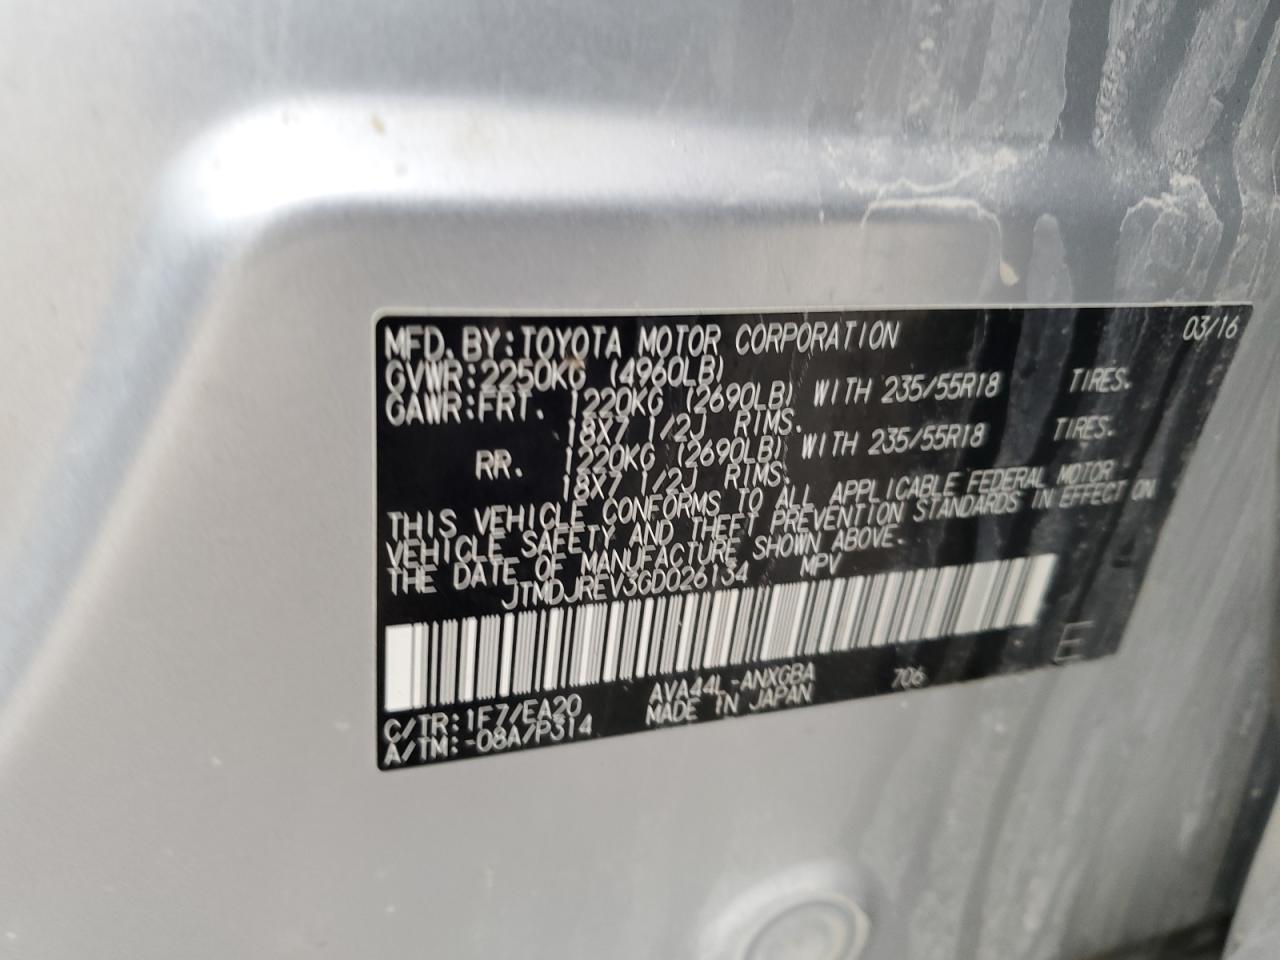 MFD. BY: TOYOTA MOTOR CORPORATION 03/16
GVWR: 2250KG (4960LB)
GAWR: FRT. 1220KG (2690LB) WITH 235/55R18 TIRES.
18X7 1/2J RIMS.
RR. 1220KG (2690LB) WITH 235/55R18 TIRES.
18X7 1/2J RIMS.
THIS VEHICLE CONFORMS TO ALL APPLICABLE FEDERAL MOTOR
VEHICLE SAFETY AND THEFT PREVENTION STANDARDS IN EFFECT ON
THE DATE OF MANUFACTURE SHOWN ABOVE.
JTMDJREV3GD026134 MPV
C/TR: 1F7/EA20 AVA44L-ANXGBA 706 E
A/TM: -08A/P314 MADE IN JAPAN